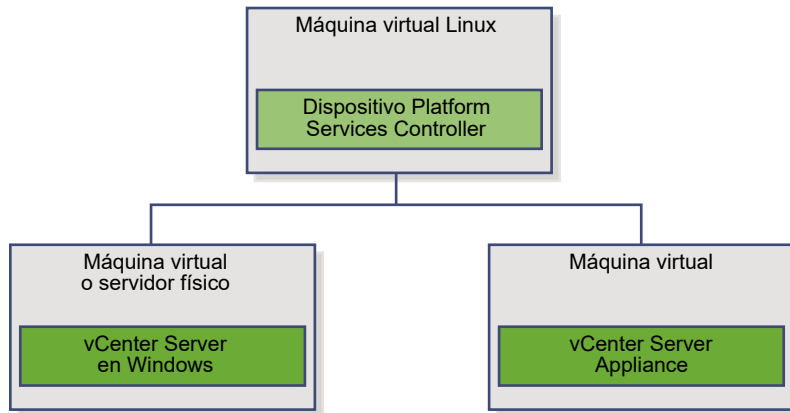 Máquina virtual Linux
Dispositivo Platform
Services Controller
Máquina virtual
o servidor físico
vCenter Server
en Windows
Máquina virtual
vCenter Server
Appliance